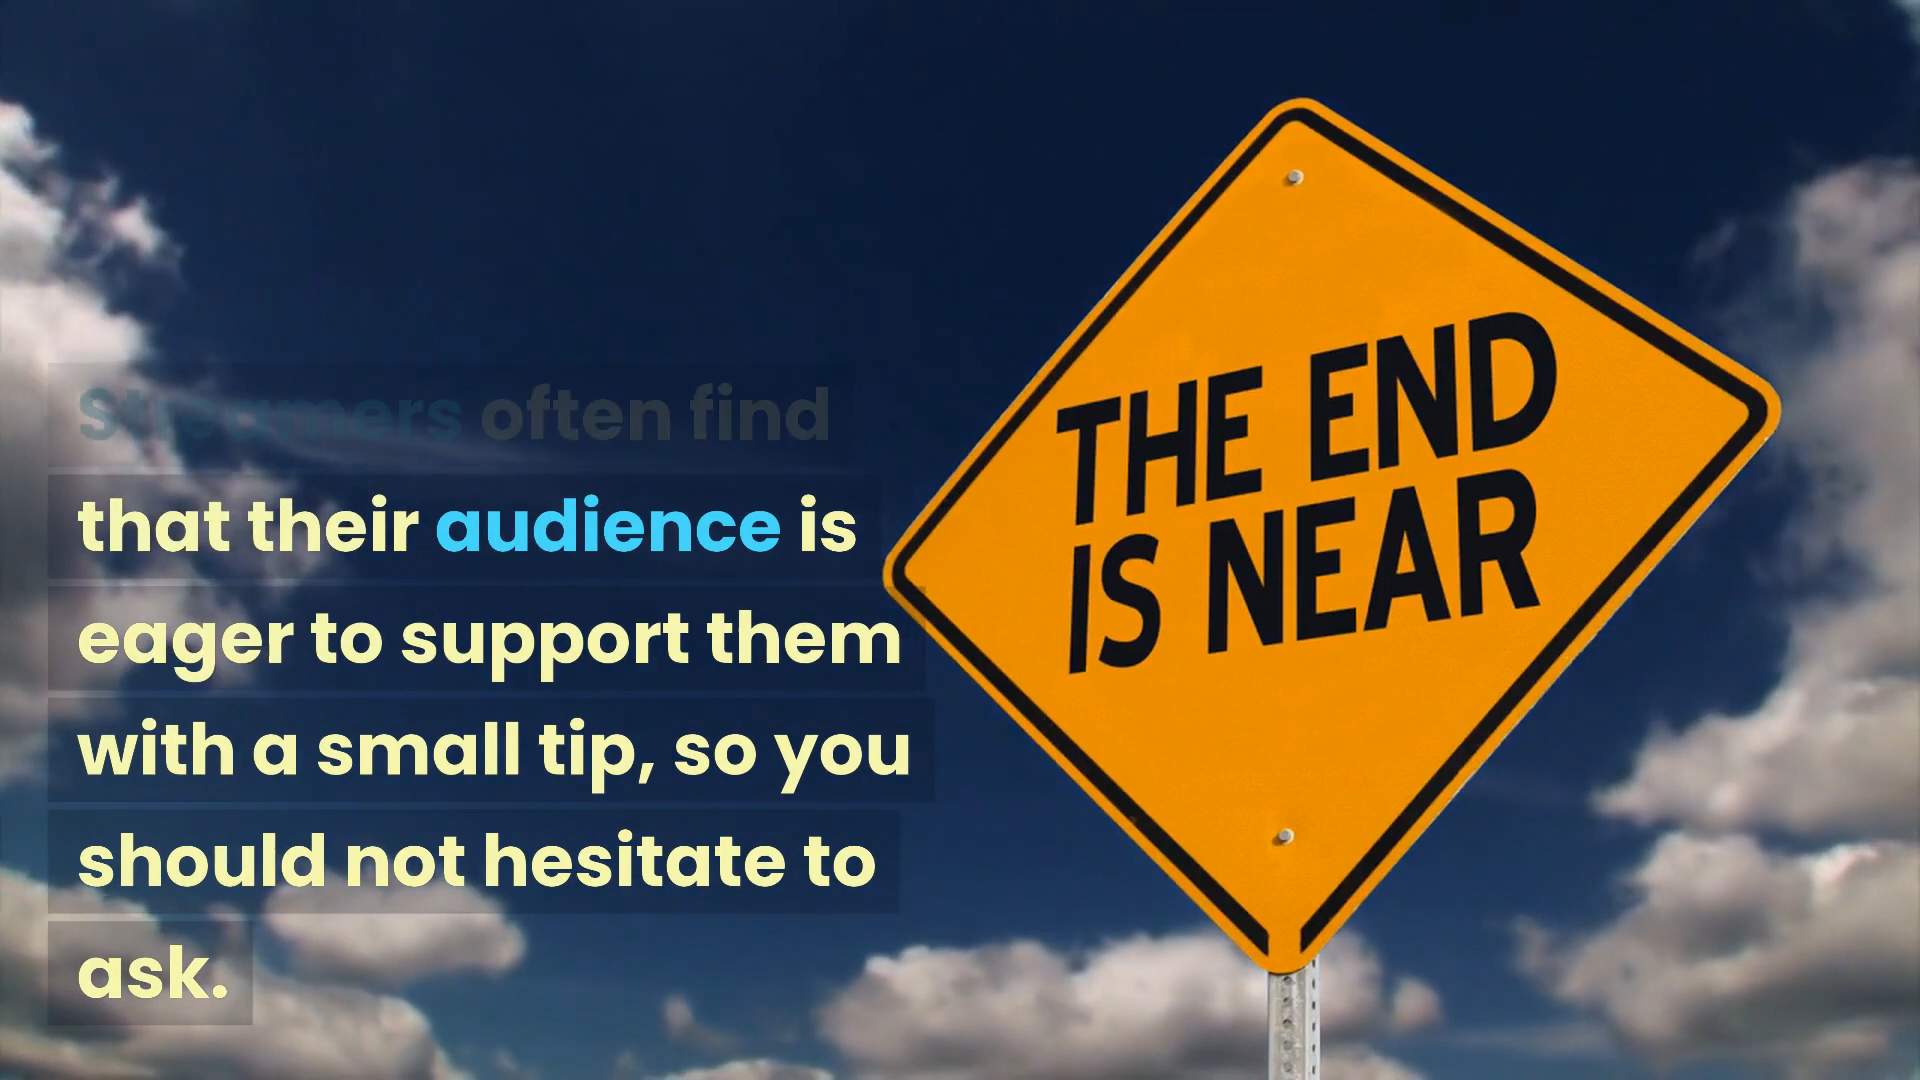 Streamers often find
that their audience is
eager to support them
with a small tip, so you
should not hesitate to
ask.
THE END
IS NEAR